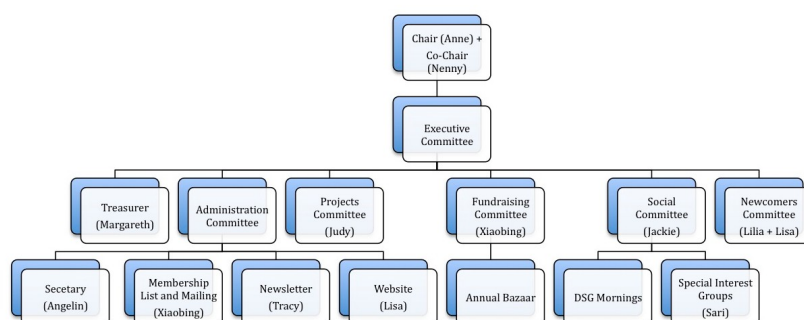 Chair (Anne) +
Co-Chair
(Nenny)
Executive
Committee
Treasurer
(Margareth)
Administration
Committee
Projects
Committee
(Judy)
Fundraising
Committee
(Xiaobing)
Social
Committee
(Jackie)
Newcomers
Committee
(Lilia + Lisa)
Secetary
(Angelin)
Membership
List and Mailing
(Xiaobing)
Newsletter
(Tracy)
Website
(Lisa)
Annual Bazaar
DSG Mornings
Special Interest
Groups
(Sari)